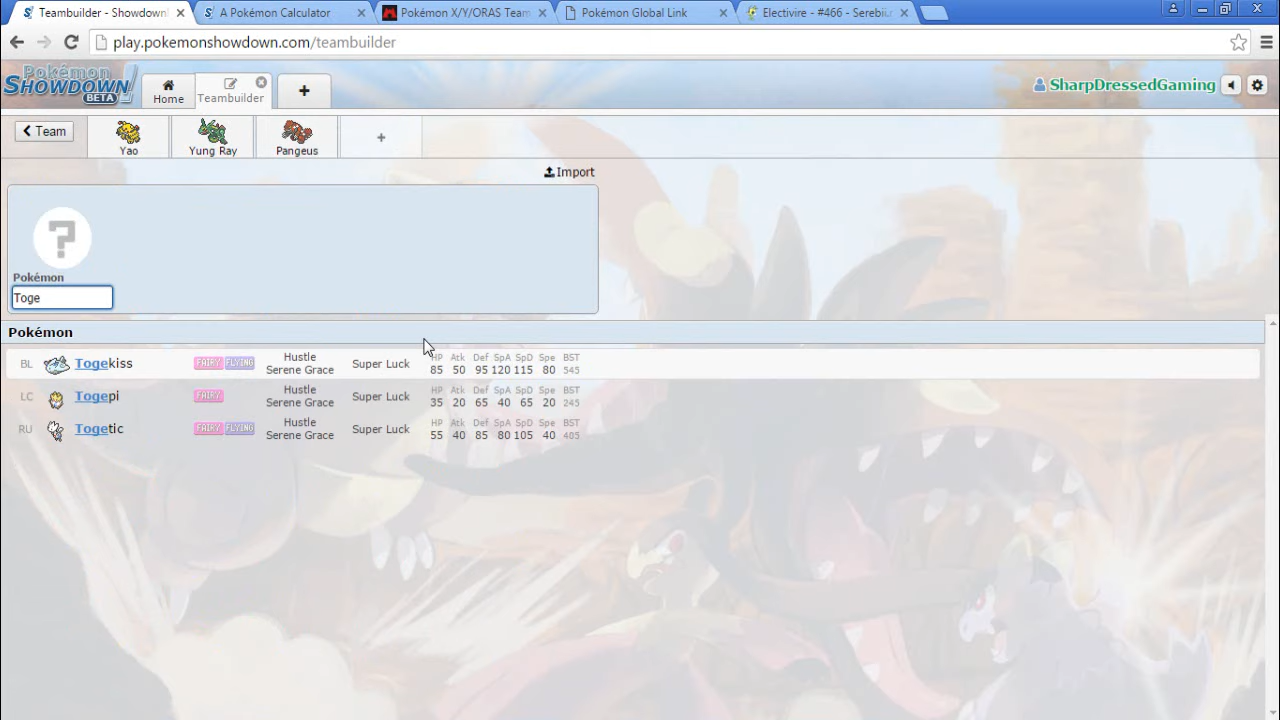 Teambuilder - Showdown!
A Pokémon Calculator
Pokémon X/Y/ORAS Team
Pokémon Global Link
Electivire - #466 - Serebii.
play.pokemonshowdown.com/teambuilder
Pokémon
SHOWDOWN
BETA
Home
Teambuilder
SharpDressedGaming
Team
Yao
Yung Ray
Pangeus
Import
Pokémon
Toge
Pokémon
BL Togekiss FAIRY FLYING Hustle Serene Grace Super Luck HP 85 Atk 50 Def 95 SpA 120 SpD 115 Spe 80 BST 545
LC Togepi FAIRY Hustle Serene Grace Super Luck HP 35 Atk 20 Def 65 SpA 40 SpD 65 Spe 20 BST 245
RU Togetic FAIRY FLYING Hustle Serene Grace Super Luck HP 55 Atk 40 Def 85 SpA 80 SpD 105 Spe 40 BST 405